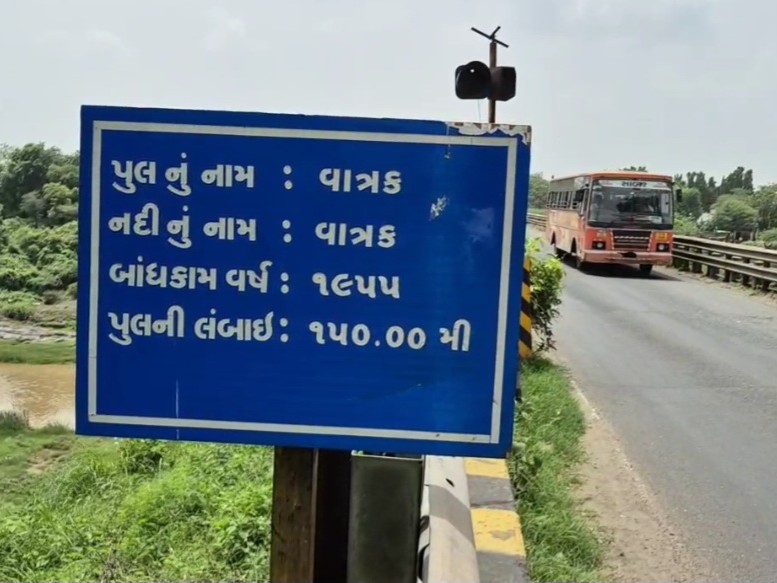 પુલ નું નામ : વાત્રક
નદી નું નામ : વાત્રક
બાંધકામ વર્ષ : ૧૯૫૫
પુલની લંબાઇ : ૧૫૦.૦૦ મી